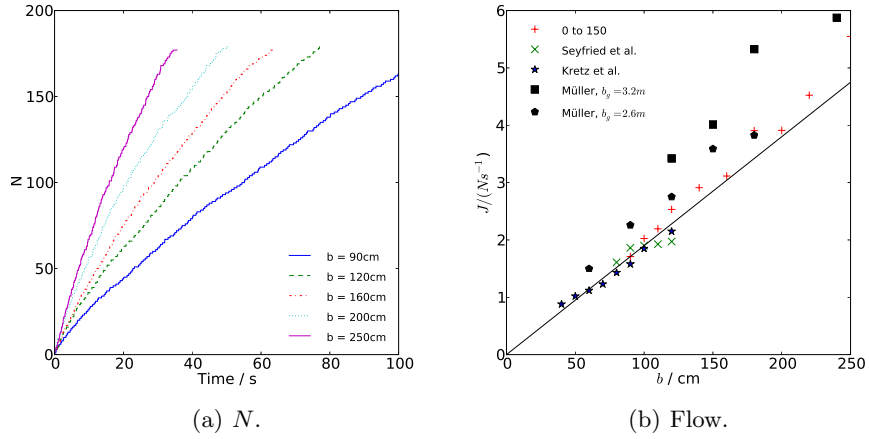 200
150
100
50
0
N
0 20 40 60 80 100
Time / s
b = 90cm
b = 120cm
b = 160cm
b = 200cm
b = 250cm
(a) N.
6
5
4
3
2
1
0
J/(Ns⁻¹)
0 50 100 150 200 250
b / cm
0 to 150
Seyfried et al.
Kretz et al.
Müller, b_g=3.2m
Müller, b_g=2.6m
(b) Flow.